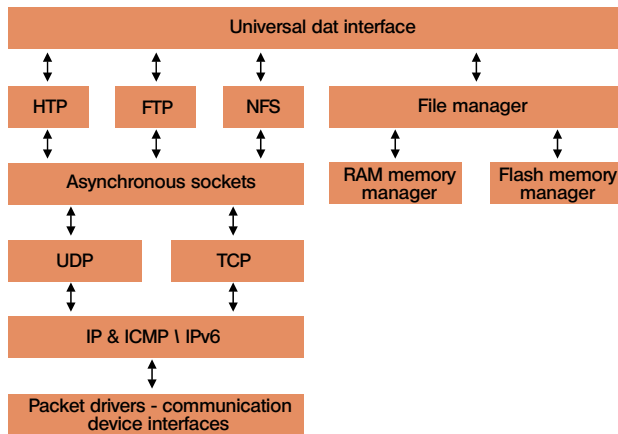 Universal dat interface
HTP
FTP
NFS
File manager
Asynchronous sockets
RAM memory
manager
Flash memory
manager
UDP
TCP
IP & ICMP \ IPv6
Packet drivers - communication
device interfaces